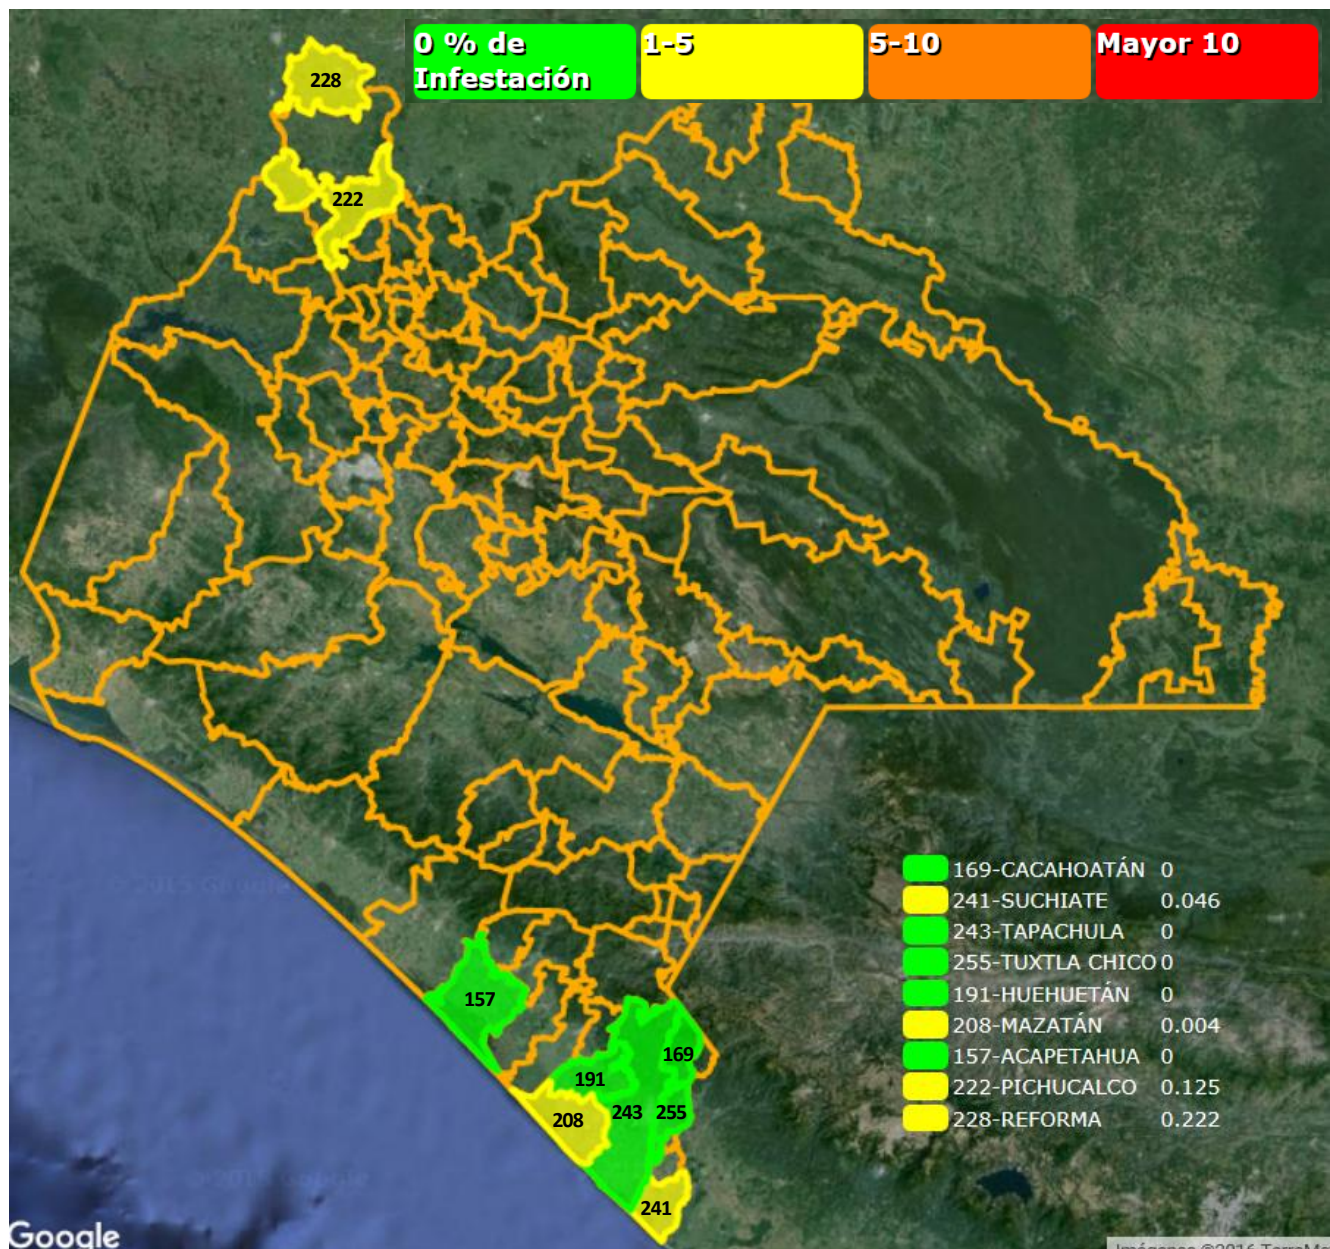 0 % de
Infestación
1-5
5-10
Mayor 10
228
222
169-CACAHOATÁN 0
241-SUCHIATE 0.046
243-TAPACHULA 0
255-TUXTLA CHICO 0
191-HUEHUETÁN 0
208-MAZATÁN 0.004
157-ACAPETAHUA 0
222-PICHUCALCO 0.125
228-REFORMA 0.222
157
169
191
208
243
255
241
Google